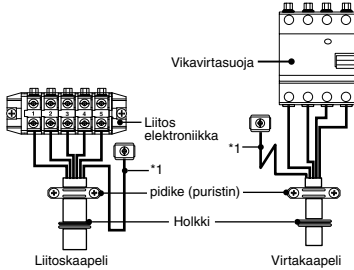 Vikavirtasuoja
1 2 3 4 5
Liitos
elektroniikka
*1
*1
pidike (puristin)
Holkki
Liitoskaapeli
Virtakaapeli